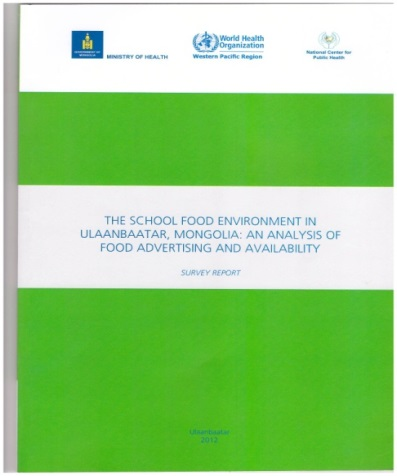 MINISTRY OF HEALTH
World Health
Organization
Western Pacific Region
National Center for
Public Health
THE SCHOOL FOOD ENVIRONMENT IN
ULAANBAATAR, MONGOLIA: AN ANALYSIS OF
FOOD ADVERTISING AND AVAILABILITY
SURVEY REPORT
Ulaanbaatar
2012